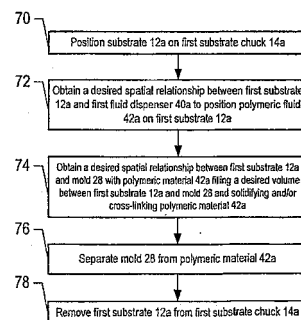 70
Position substrate 12a on first substrate chuck 14a
72
Obtain a desired spatial relationship between first substrate
12a and first fluid dispenser 40a to position polymeric fluid
42a on first substrate 12a
74
Obtain a desired spatial relationship between first substrate 12a
and mold 28 with polymeric material 42a filling a desired volume
between first substrate 12a and mold 28 and solidifying and/or
cross-linking polymeric material 42a
76
Separate mold 28 from polymeric material 42a
78
Remove first substrate 12a from first substrate chuck 14a